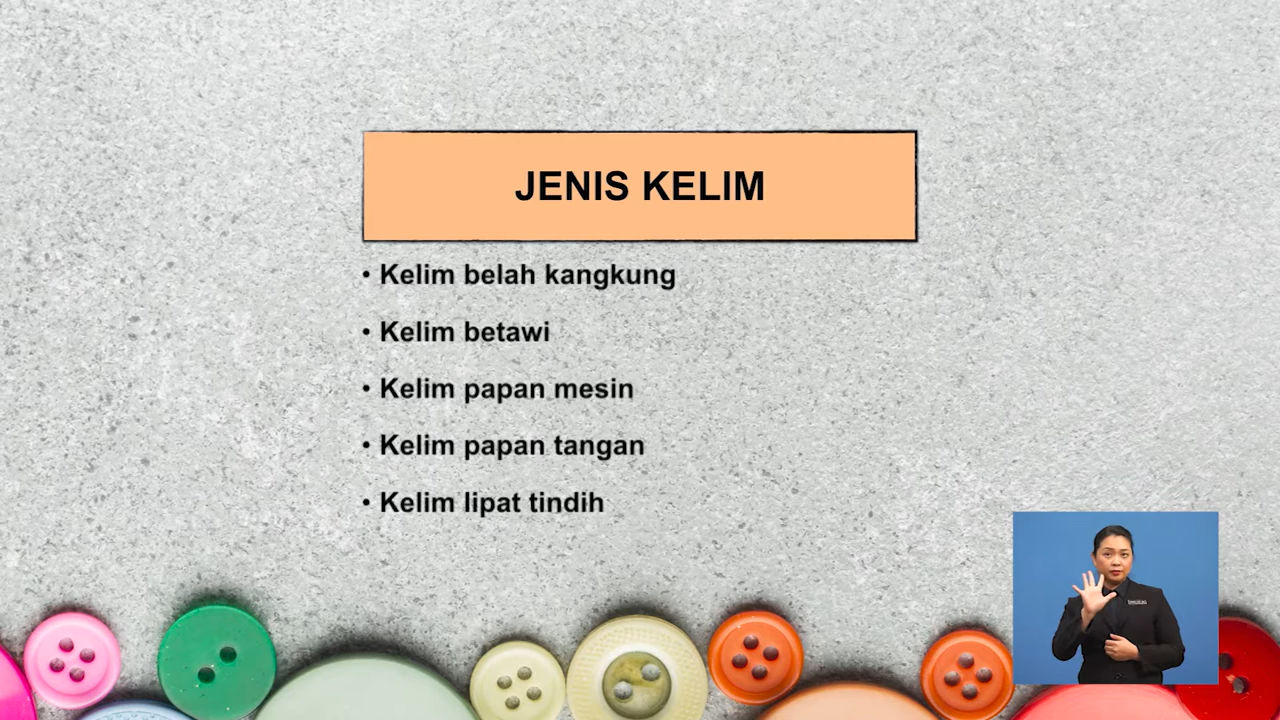 JENIS KELIM
• Kelim belah kangkung
• Kelim betawi
• Kelim papan mesin
• Kelim papan tangan
• Kelim lipat tindih